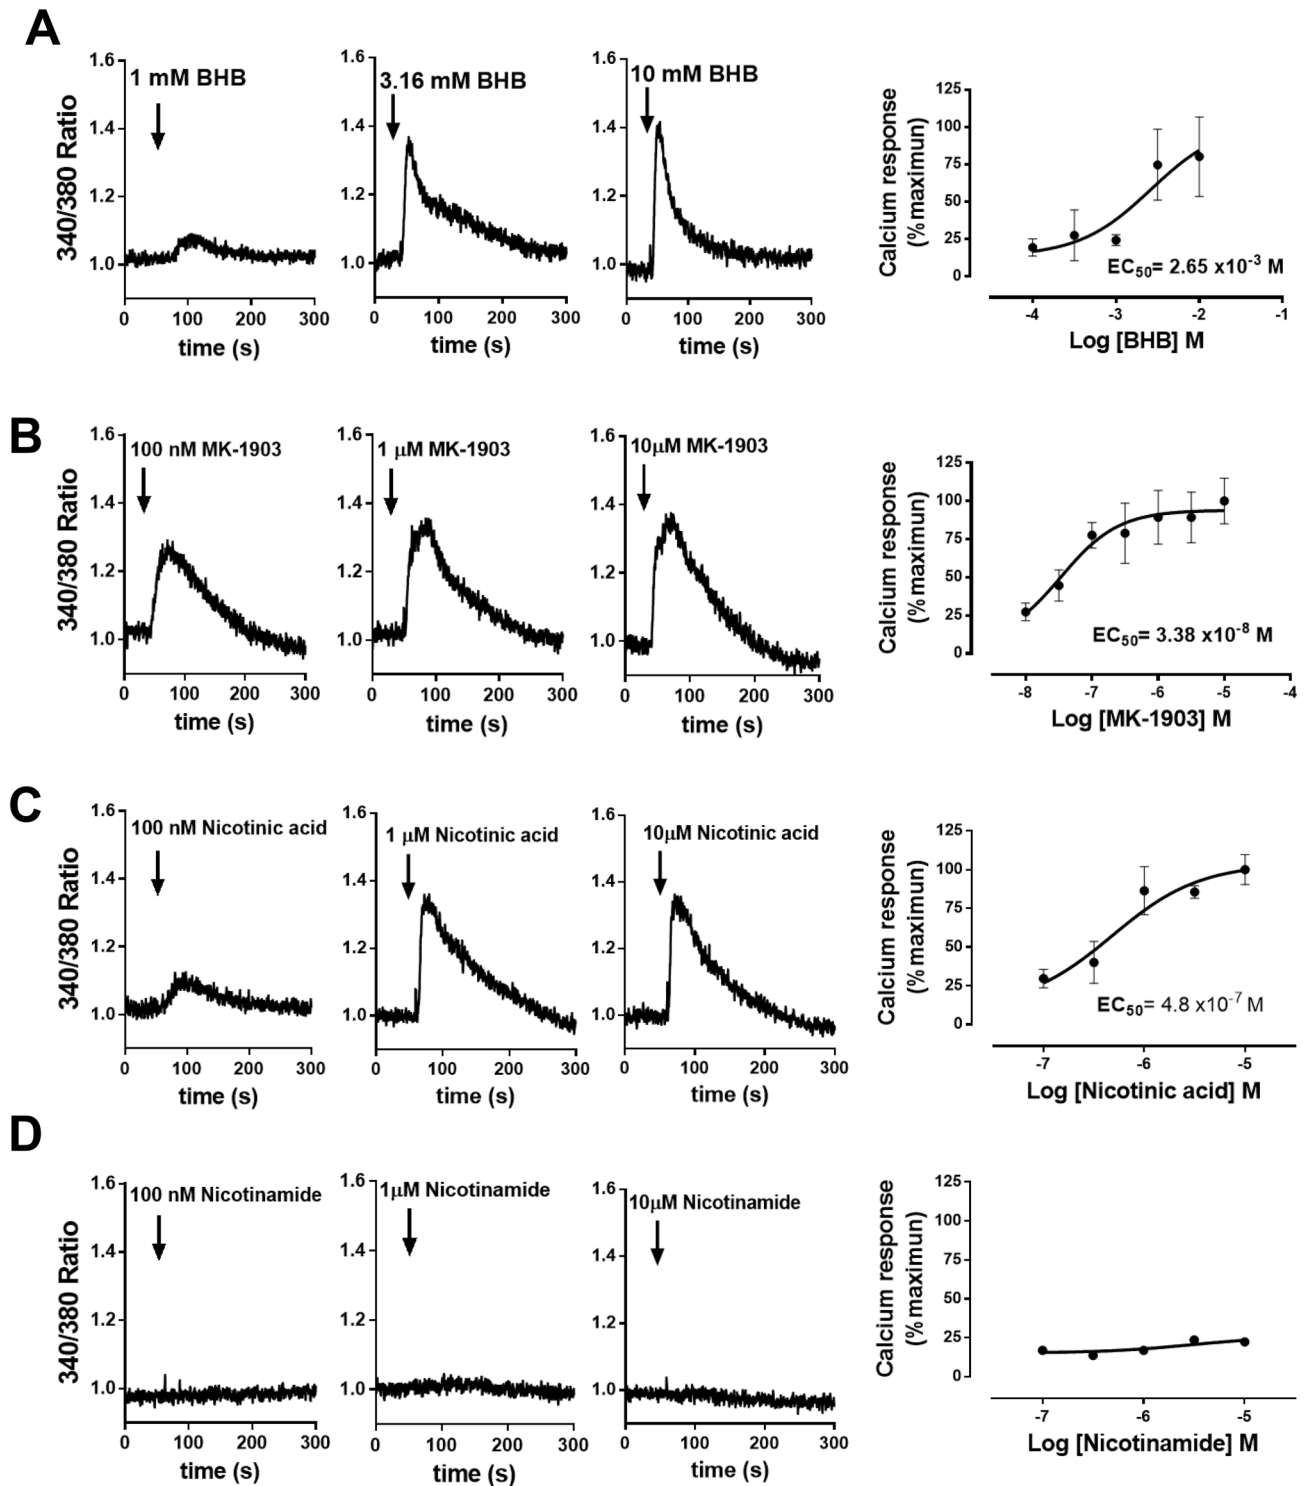 A
1 mM BHB
3.16 mM BHB
10 mM BHB
340/380 Ratio
1.6
1.4
1.2
1.0
0 100 200 300
time (s)
1.6
1.4
1.2
1.0
0 100 200 300
time (s)
1.6
1.4
1.2
1.0
0 100 200 300
time (s)
Calcium response
(% maximun)
125
100
75
50
25
0
EC50= 2.65 x10-3 M
-4 -3 -2 -1
Log [BHB] M
B
100 nM MK-1903
1 µM MK-1903
10µM MK-1903
340/380 Ratio
1.6
1.4
1.2
1.0
0 100 200 300
time (s)
1.6
1.4
1.2
1.0
0 100 200 300
time (s)
1.6
1.4
1.2
1.0
0 100 200 300
time (s)
Calcium response
(% maximun)
125
100
75
50
25
0
EC50= 3.38 x10-8 M
-8 -7 -6 -5 -4
Log [MK-1903] M
C
100 nM Nicotinic acid
1 µM Nicotinic acid
10µM Nicotinic acid
340/380 Ratio
1.6
1.4
1.2
1.0
0 100 200 300
time (s)
1.6
1.4
1.2
1.0
0 100 200 300
time (s)
1.6
1.4
1.2
1.0
0 100 200 300
time (s)
Calcium response
(% maximun)
125
100
75
50
25
0
EC50= 4.8 x10-7 M
-7 -6 -5
Log [Nicotinic acid] M
D
100 nM Nicotinamide
1µM Nicotinamide
10µM Nicotinamide
340/380 Ratio
1.6
1.4
1.2
1.0
0 100 200 300
time (s)
1.6
1.4
1.2
1.0
0 100 200 300
time (s)
1.6
1.4
1.2
1.0
0 100 200 300
time (s)
Calcium response
(% maximun)
125
100
75
50
25
0
-7 -6 -5
Log [Nicotinamide] M